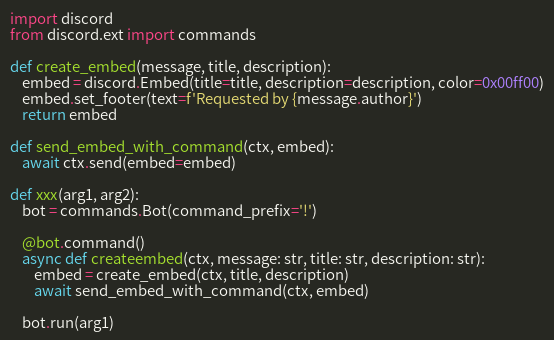 import discord
from discord.ext import commands

def create_embed(message, title, description):
    embed = discord.Embed(title=title, description=description, color=0x00ff00)
    embed.set_footer(text=f'Requested by {message.author}')
    return embed

def send_embed_with_command(ctx, embed):
    await ctx.send(embed=embed)

def xxx(arg1, arg2):
    bot = commands.Bot(command_prefix='!')

    @bot.command()
    async def createembed(ctx, message: str, title: str, description: str):
        embed = create_embed(ctx, title, description)
        await send_embed_with_command(ctx, embed)

    bot.run(arg1)